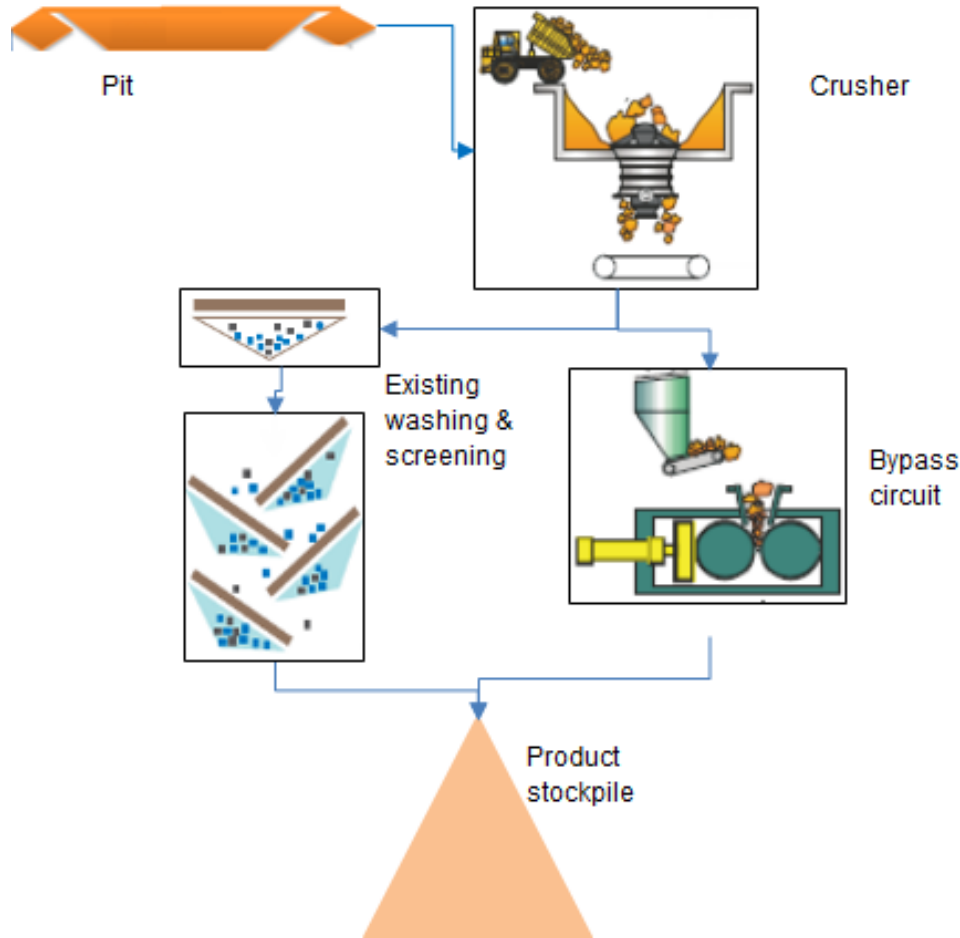 Pit
Crusher
Existing
washing &
screening
Bypass
circuit
Product
stockpile